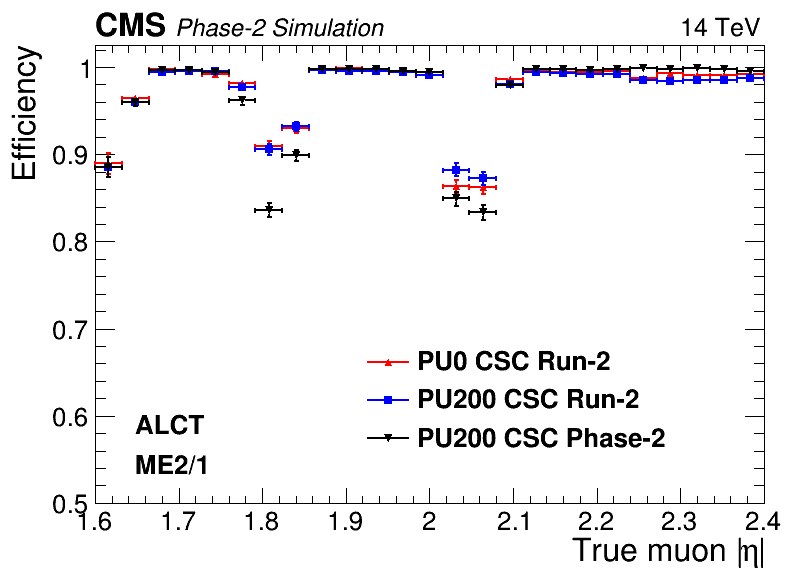 CMS Phase-2 Simulation 14 TeV
Efficiency
1
0.9
0.8
0.7
0.6
0.5
PU0 CSC Run-2
PU200 CSC Run-2
PU200 CSC Phase-2
ALCT
ME2/1
1.6 1.7 1.8 1.9 2 2.1 2.2 2.3 2.4
True muon |η|